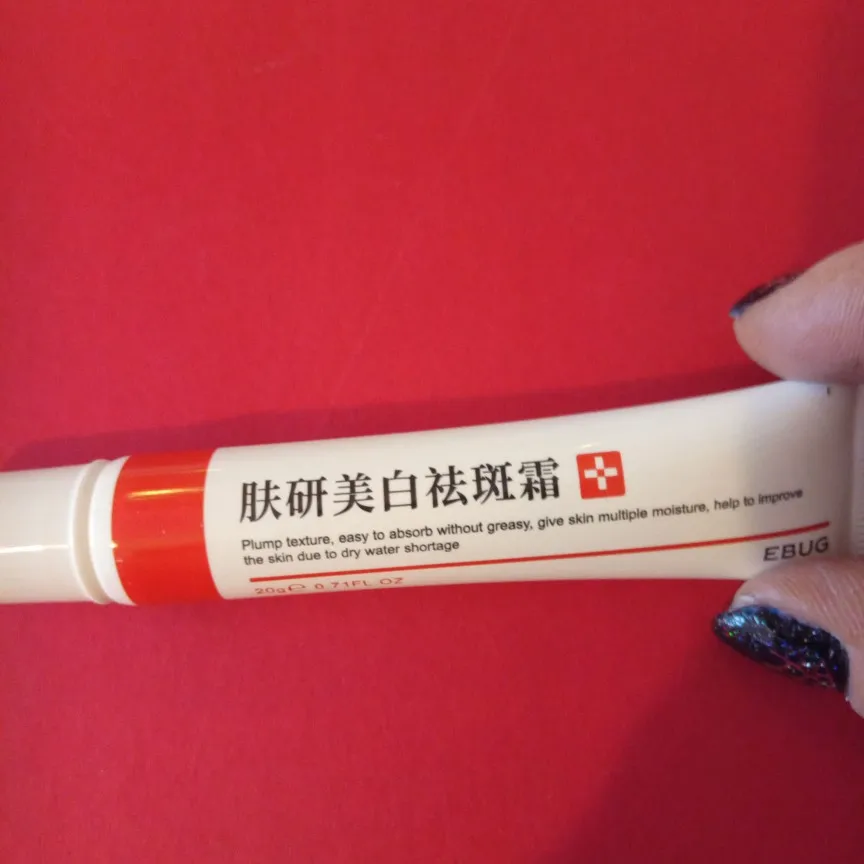 肤研美白祛斑霜
Plump texture, easy to absorb without greasy, give skin multiple moisture, help to improve
the skin due to dry water shortage
EBUG
20g℮ 0.71FL OZ